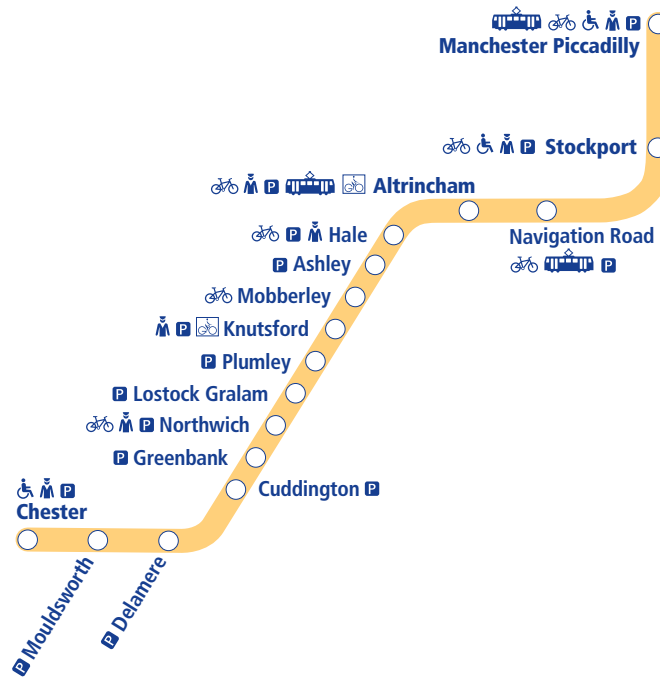 P
Manchester Piccadilly
P Stockport
P Altrincham
P Hale
Navigation Road
P
P Ashley
Mobberley
P Knutsford
P Plumley
P Lostock Gralam
P Northwich
P Greenbank
Cuddington P
P
Chester
P Mouldsworth
P Delamere